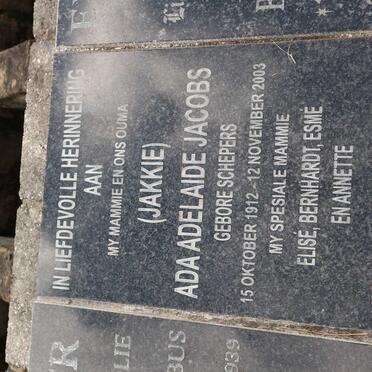 IN LIEFDEVOLLE HERINNERING
AAN
MY MAMMIE EN ONS OUMA
(JAKKIE)
ADA ADELAIDE JACOBS
GEBORE SCHEPERS
15 OKTOBER 1912 - 12 NOVEMBER 2003
MY SPESIALE MAMMIE
ELISE, BERNHARDT, ESME
EN ANNETTE